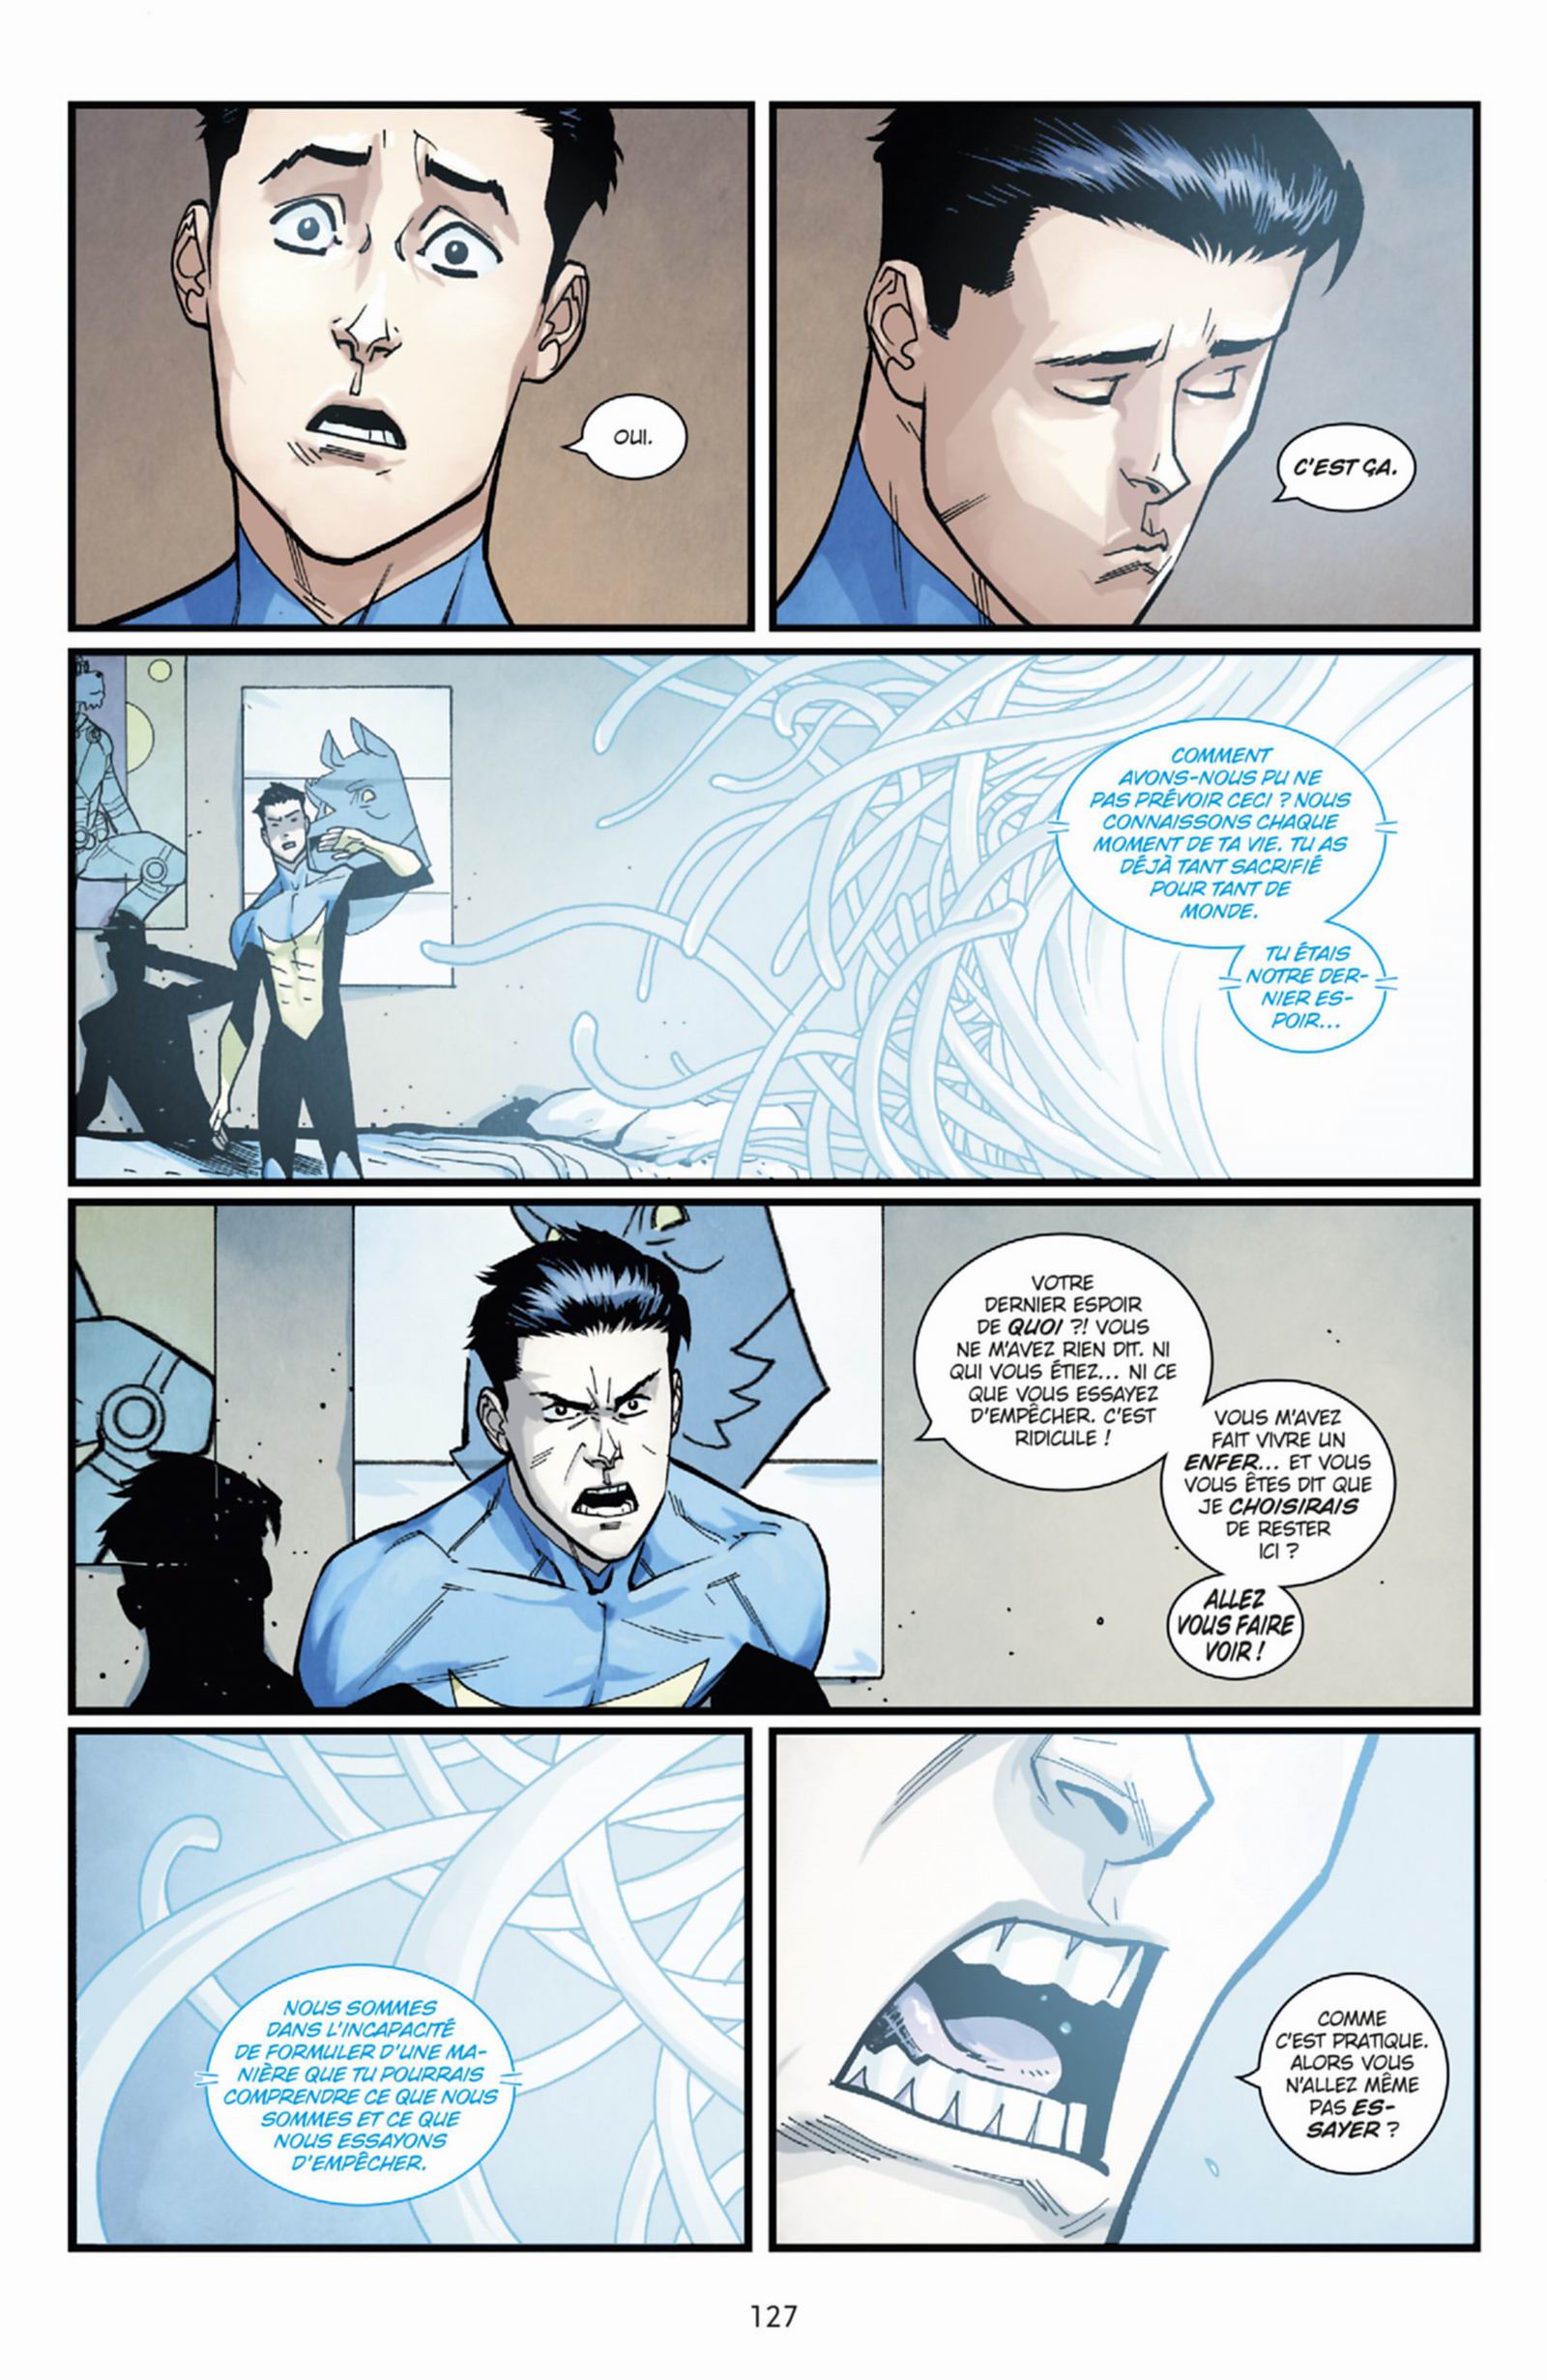 OUI.
C'EST ÇA.
COMMENT
AVONS-NOUS PU NE
PAS PRÉVOIR CECI ? NOUS
CONNAISSONS CHAQUE
MOMENT DE TA VIE. TU AS
DÉJÀ TANT SACRIFIÉ
POUR TANT DE
MONDE.
TU ÉTAIS
NOTRE DER-
NIER ES-
POIR...
VOTRE
DERNIER ESPOIR
DE QUOI ?! VOUS
NE M'AVEZ RIEN DIT. NI
QUI VOUS ÉTIEZ... NI CE
QUE VOUS ESSAYEZ
D'EMPÊCHER. C'EST
RIDICULE !
VOUS M'AVEZ
FAIT VIVRE UN
ENFER... ET VOUS
VOUS ÊTES DIT QUE
JE CHOISIRAIS
DE RESTER
ICI ?
ALLEZ
VOUS FAIRE
VOIR !
NOUS SOMMES
DANS L'INCAPACITÉ
DE FORMULER D'UNE MA-
NIÈRE QUE TU POURRAIS
COMPRENDRE CE QUE NOUS
SOMMES ET CE QUE
NOUS ESSAYONS
D'EMPÊCHER.
COMME
C'EST PRATIQUE.
ALORS VOUS
N'ALLEZ MÊME
PAS ES-
SAYER ?
127